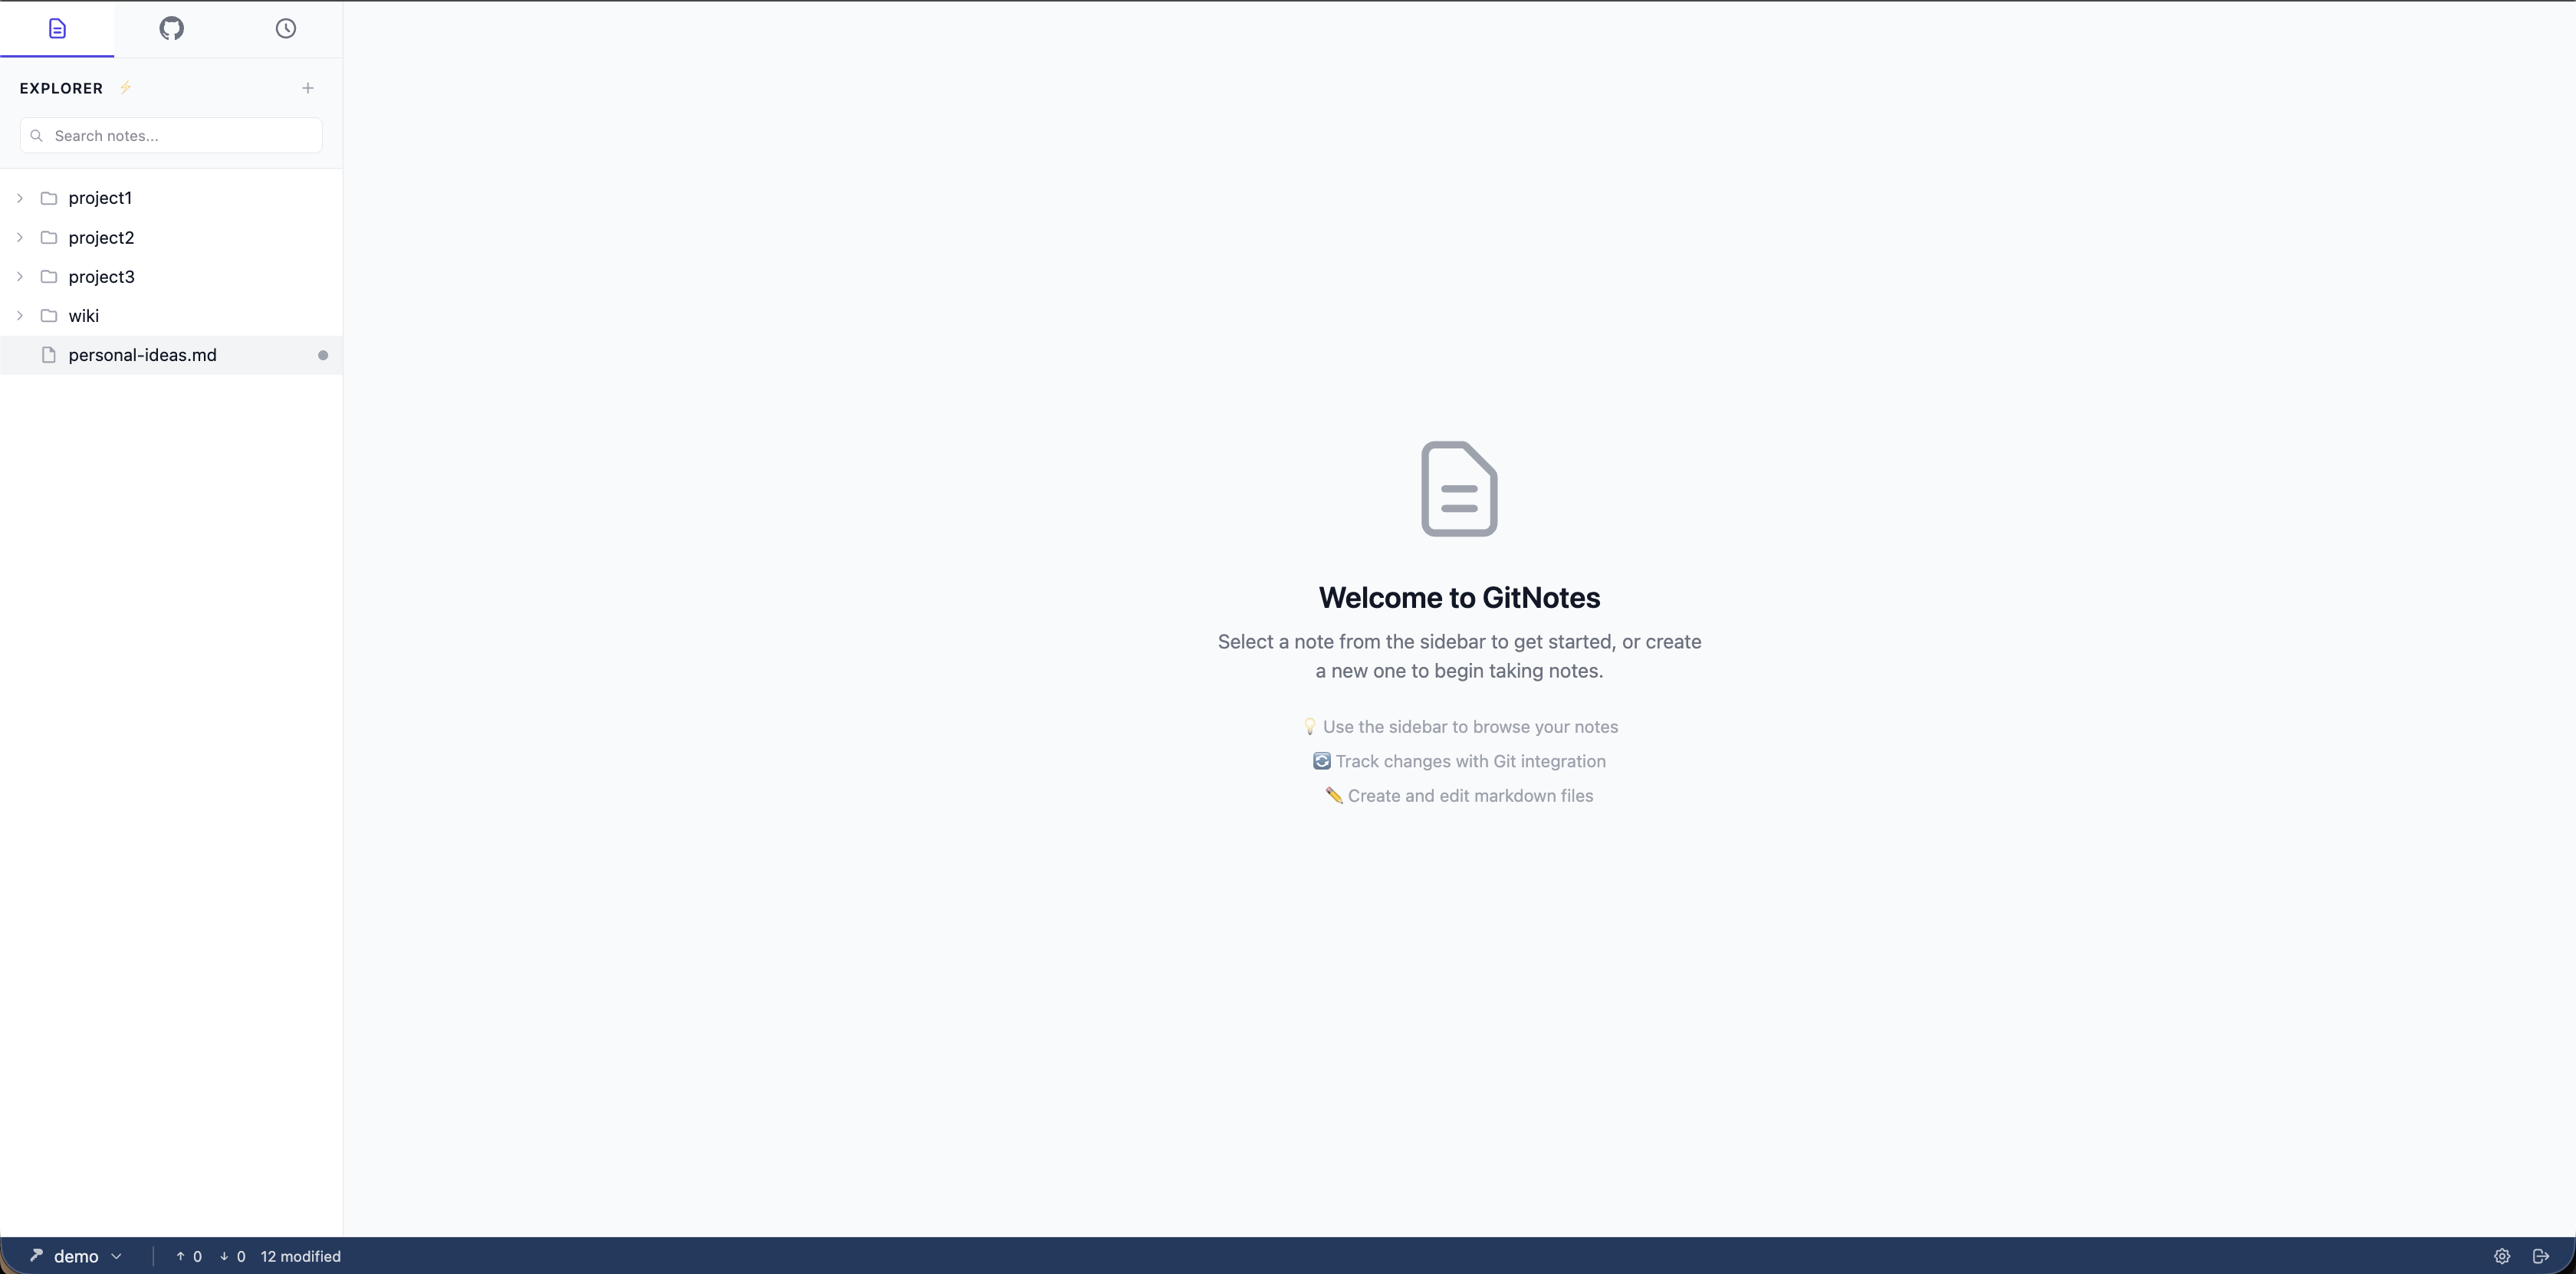 EXPLORER
Search notes...
project1
project2
project3
wiki
personal-ideas.md
Welcome to GitNotes
Select a note from the sidebar to get started, or create
a new one to begin taking notes.
💡 Use the sidebar to browse your notes
🔄 Track changes with Git integration
✏️ Create and edit markdown files
demo ↑ 0 ↓ 0 12 modified